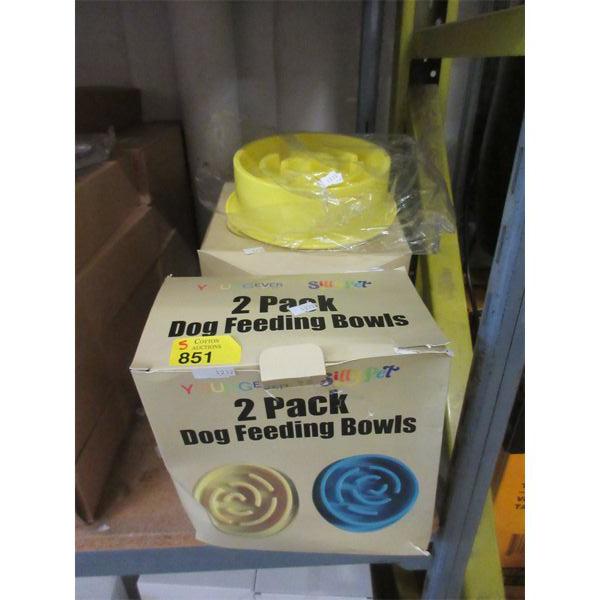 YOUNGEVER SillyPet
2 Pack
Dog Feeding Bowls
5 COTTON
AUCTIONS
851
YOUNGEVER SillyPet
2 Pack
Dog Feeding Bowls